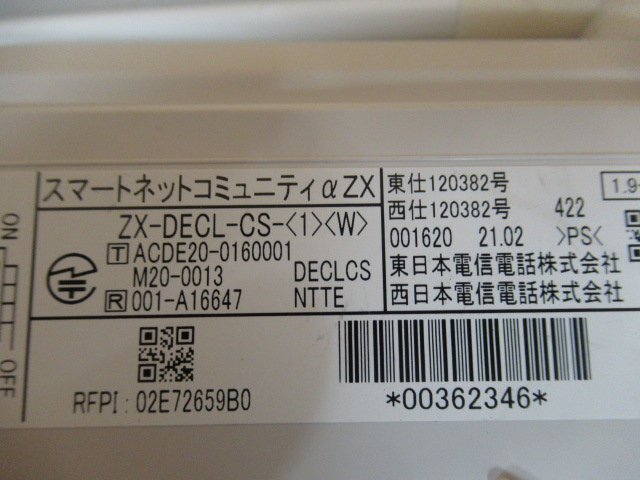 スマートネットコミュニティαZX
ZX-DECL-CS-<1><W>
T ACDE20-0160001
M20-0013 DECLCS
R 001-A16647 NTTE
東仕120382号
西仕120382号 422
001620 21.02 >PS<
東日本電信電話株式会社
西日本電信電話株式会社
1.9-
ON
OFF
RFPI:02E72659B0
*00362346*